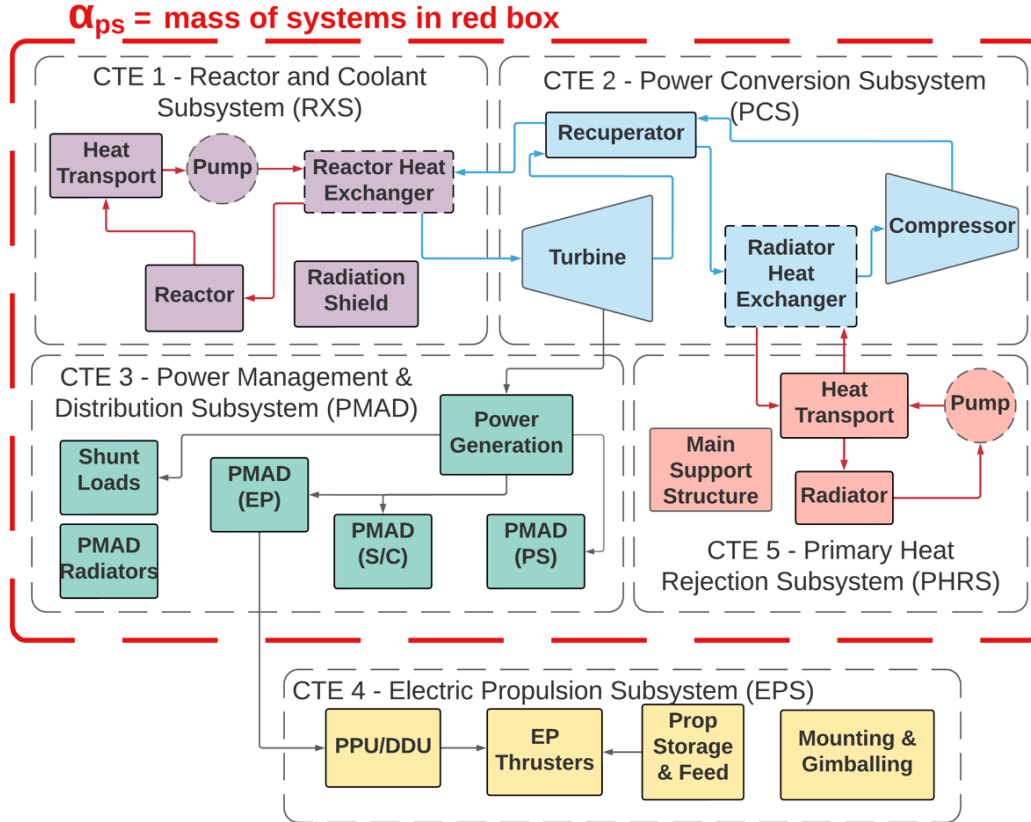 αps = mass of systems in red box
CTE 1 - Reactor and Coolant
Subsystem (RXS)
Heat
Transport
Pump
Reactor Heat
Exchanger
Reactor
Radiation
Shield
CTE 2 - Power Conversion Subsystem
(PCS)
Recuperator
Turbine
Radiator
Heat
Exchanger
Compressor
CTE 3 - Power Management &
Distribution Subsystem (PMAD)
Power
Generation
Shunt
Loads
PMAD
(EP)
PMAD
(S/C)
PMAD
(PS)
PMAD
Radiators
Heat
Transport
Pump
Main
Support
Structure
Radiator
CTE 5 - Primary Heat
Rejection Subsystem (PHRS)
CTE 4 - Electric Propulsion Subsystem (EPS)
PPU/DDU
EP
Thrusters
Prop
Storage
& Feed
Mounting &
Gimballing